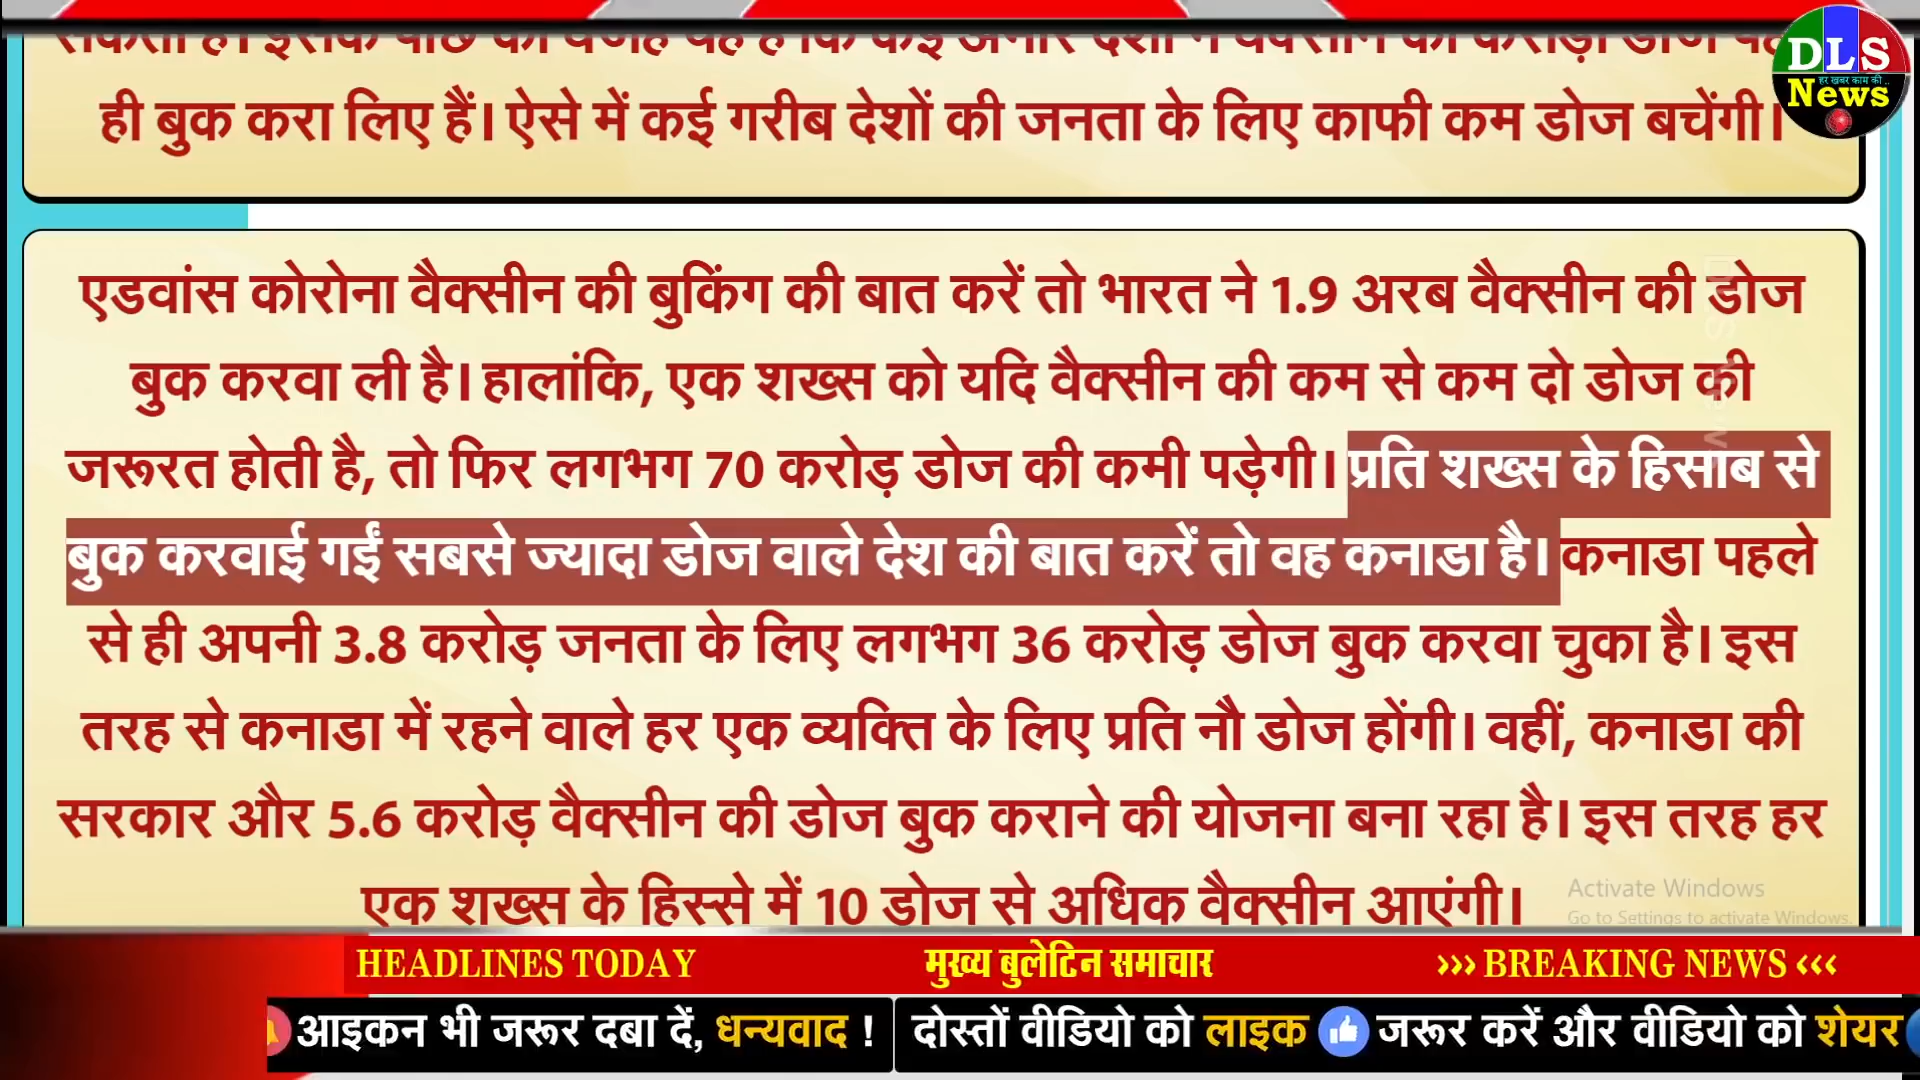 ही बुक करा लिए हैं। ऐसे में कई गरीब देशों की जनता के लिए काफी कम डोज बचेंगी।
DLS
हर खबर काम की..
News
एडवांस कोरोना वैक्सीन की बुकिंग की बात करें तो भारत ने 1.9 अरब वैक्सीन की डोज
बुक करवा ली है। हालांकि, एक शख्स को यदि वैक्सीन की कम से कम दो डोज की
जरूरत होती है, तो फिर लगभग 70 करोड़ डोज की कमी पड़ेगी। प्रति शख्स के हिसाब से
बुक करवाई गईं सबसे ज्यादा डोज वाले देश की बात करें तो वह कनाडा है। कनाडा पहले
से ही अपनी 3.8 करोड़ जनता के लिए लगभग 36 करोड़ डोज बुक करवा चुका है। इस
तरह से कनाडा में रहने वाले हर एक व्यक्ति के लिए प्रति नौ डोज होंगी। वहीं, कनाडा की
सरकार और 5.6 करोड़ वैक्सीन की डोज बुक कराने की योजना बना रहा है। इस तरह हर
एक शख्स के हिस्से में 10 डोज से अधिक वैक्सीन आएंगी।
DLS News
Activate Windows
Go to Settings to activate Windows.
HEADLINES TODAY मुख्य बुलेटिन समाचार >>> BREAKING NEWS <<<
आइकन भी जरूर दबा दें, धन्यवाद ! दोस्तों वीडियो को लाइक जरूर करें और वीडियो को शेयर